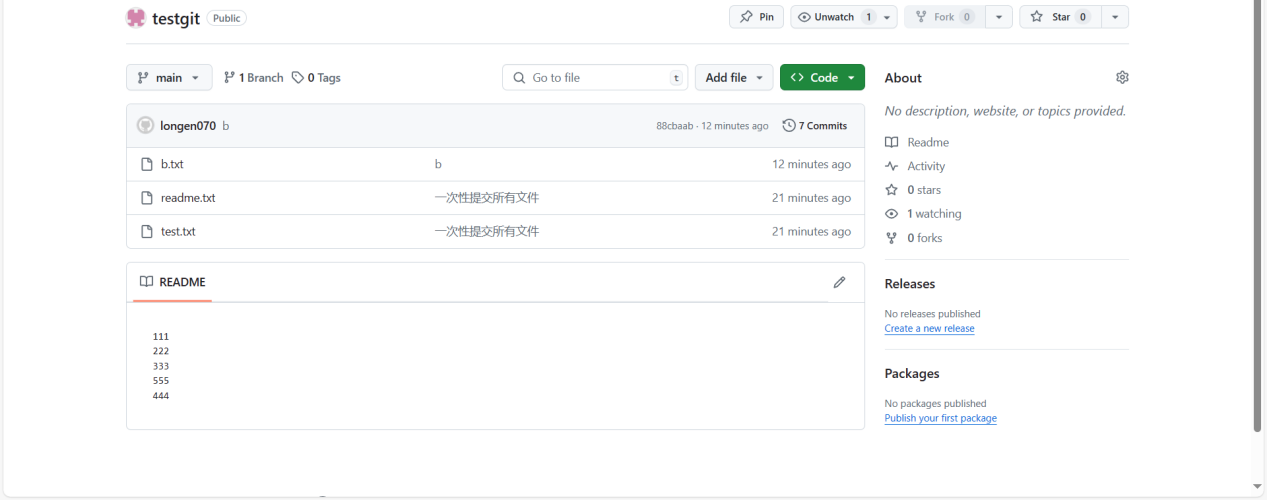 testgit Public Pin Unwatch 1 Fork 0 Star 0
main 1 Branch 0 Tags Go to file t Add file Code
longen070 b 88cbaab · 12 minutes ago 7 Commits
b.txt b 12 minutes ago
readme.txt 一次性提交所有文件 21 minutes ago
test.txt 一次性提交所有文件 21 minutes ago
README
111
222
333
555
444
About
No description, website, or topics provided.
Readme
Activity
0 stars
1 watching
0 forks
Releases
No releases published
Create a new release
Packages
No packages published
Publish your first package